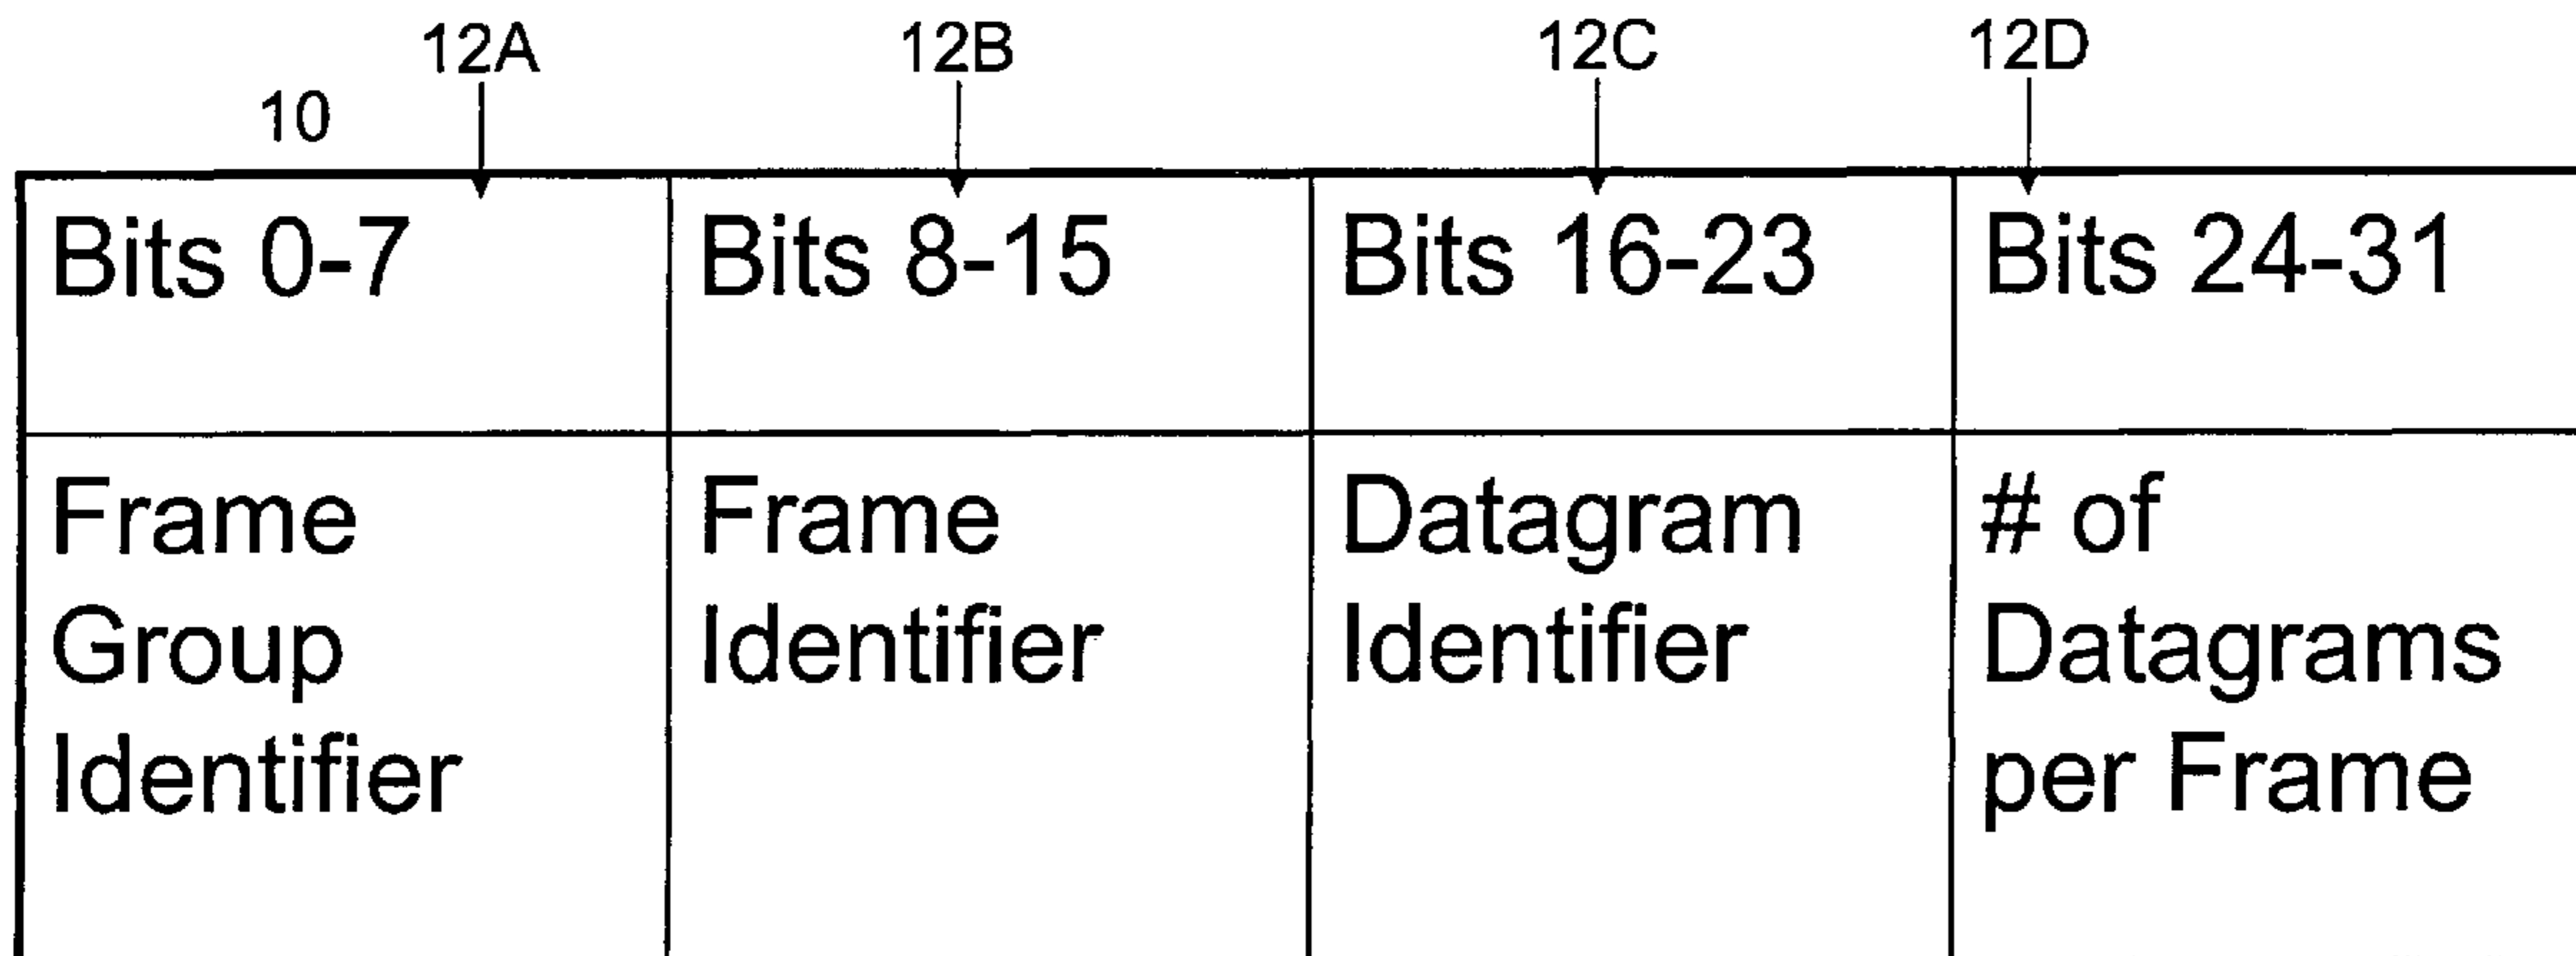 12A 12B 12C 12D
10
Bits 0-7 Bits 8-15 Bits 16-23 Bits 24-31
Frame
Group
Identifier
Frame
Identifier
Datagram
Identifier
# of
Datagrams
per Frame